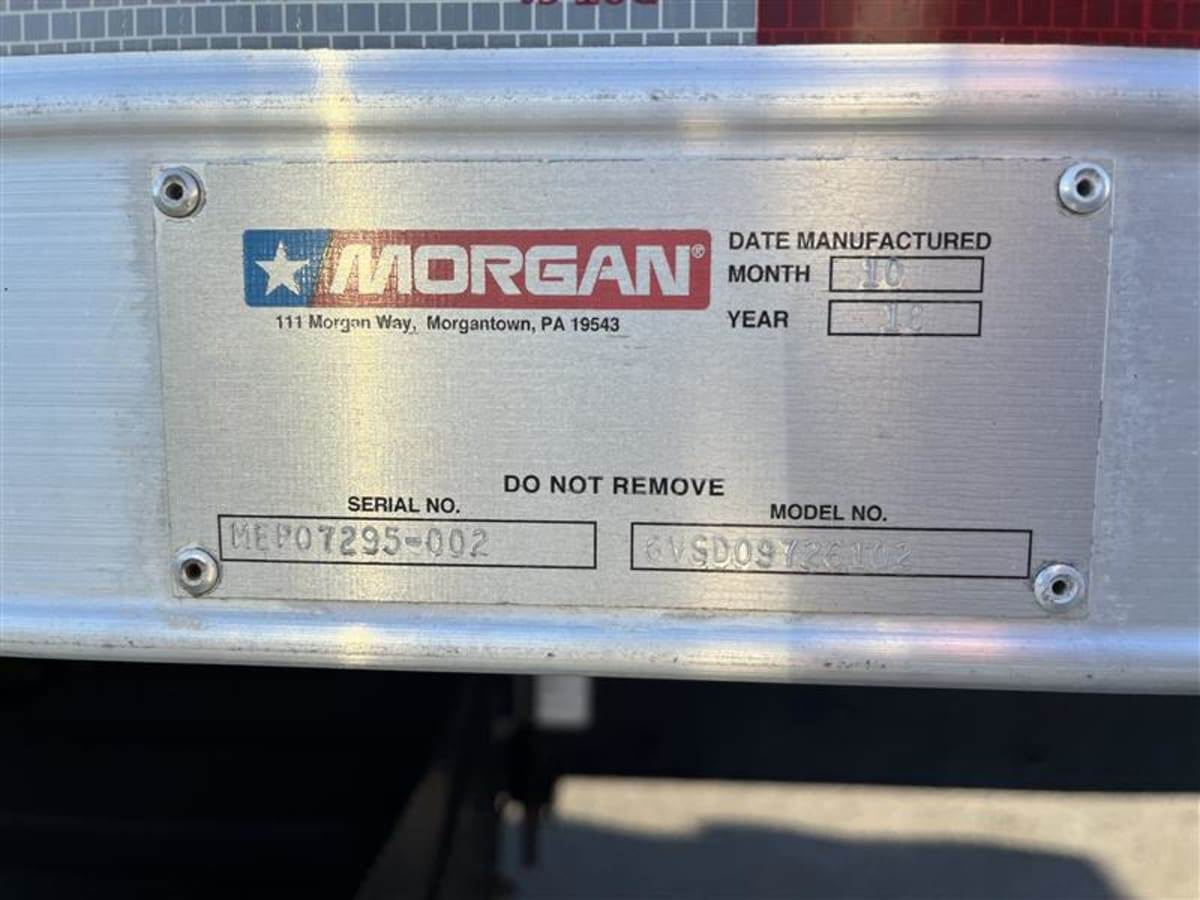 MORGAN®
111 Morgan Way, Morgantown, PA 19543
DATE MANUFACTURED
MONTH 10
YEAR
DO NOT REMOVE
SERIAL NO.
MEP07295-002
MODEL NO.
6VSD09726102